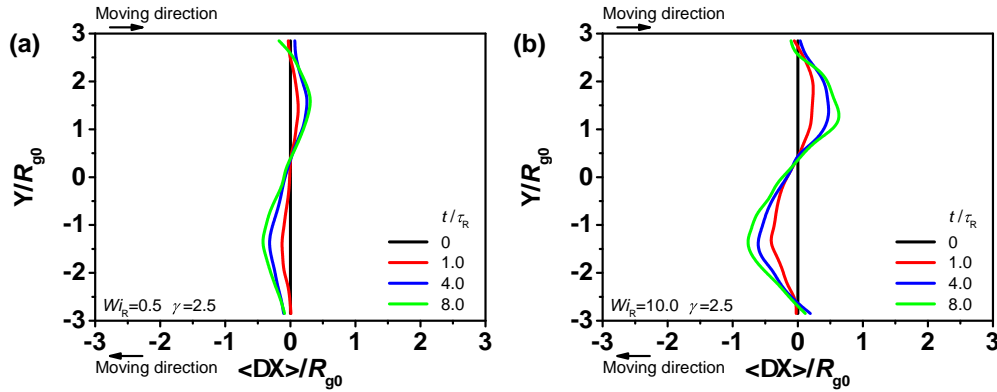 Moving direction
(a)
3
2
1
0
-1
-2
-3
Y/Rg0
t/τR
0
1.0
4.0
8.0
WiR=0.5 γ=2.5
-3 -2 -1 0 1 2 3
Moving direction
<DX>/Rg0
Moving direction
(b)
3
2
1
0
-1
-2
-3
Y/Rg0
t/τR
0
1.0
4.0
8.0
WiR=10.0 γ=2.5
-3 -2 -1 0 1 2 3
Moving direction
<DX>/Rg0